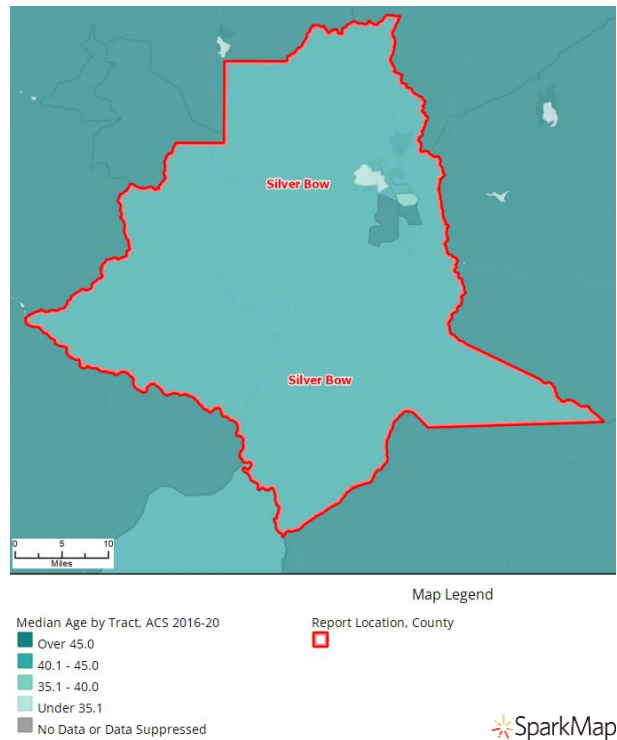 Silver Bow
Silver Bow
0 5 10
Miles
Map Legend
Median Age by Tract, ACS 2016-20
Over 45.0
40.1 - 45.0
35.1 - 40.0
Under 35.1
No Data or Data Suppressed
Report Location, County
SparkMap